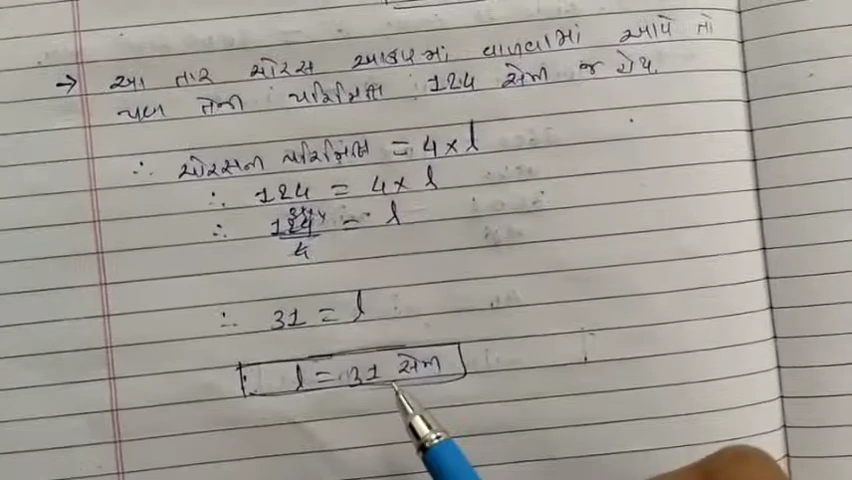 → આ તાર ચોરસ આકારમાં વાળવામાં આવે તો
પણ તેની પરિમિતિ 124 સેમી જ હોય.
∴ ચોરસની પરિમિતિ = 4 × l
∴ 124 = 4 × l
∴ 124/4 = l
∴ 31 = l
∴ l = 31 સેમી